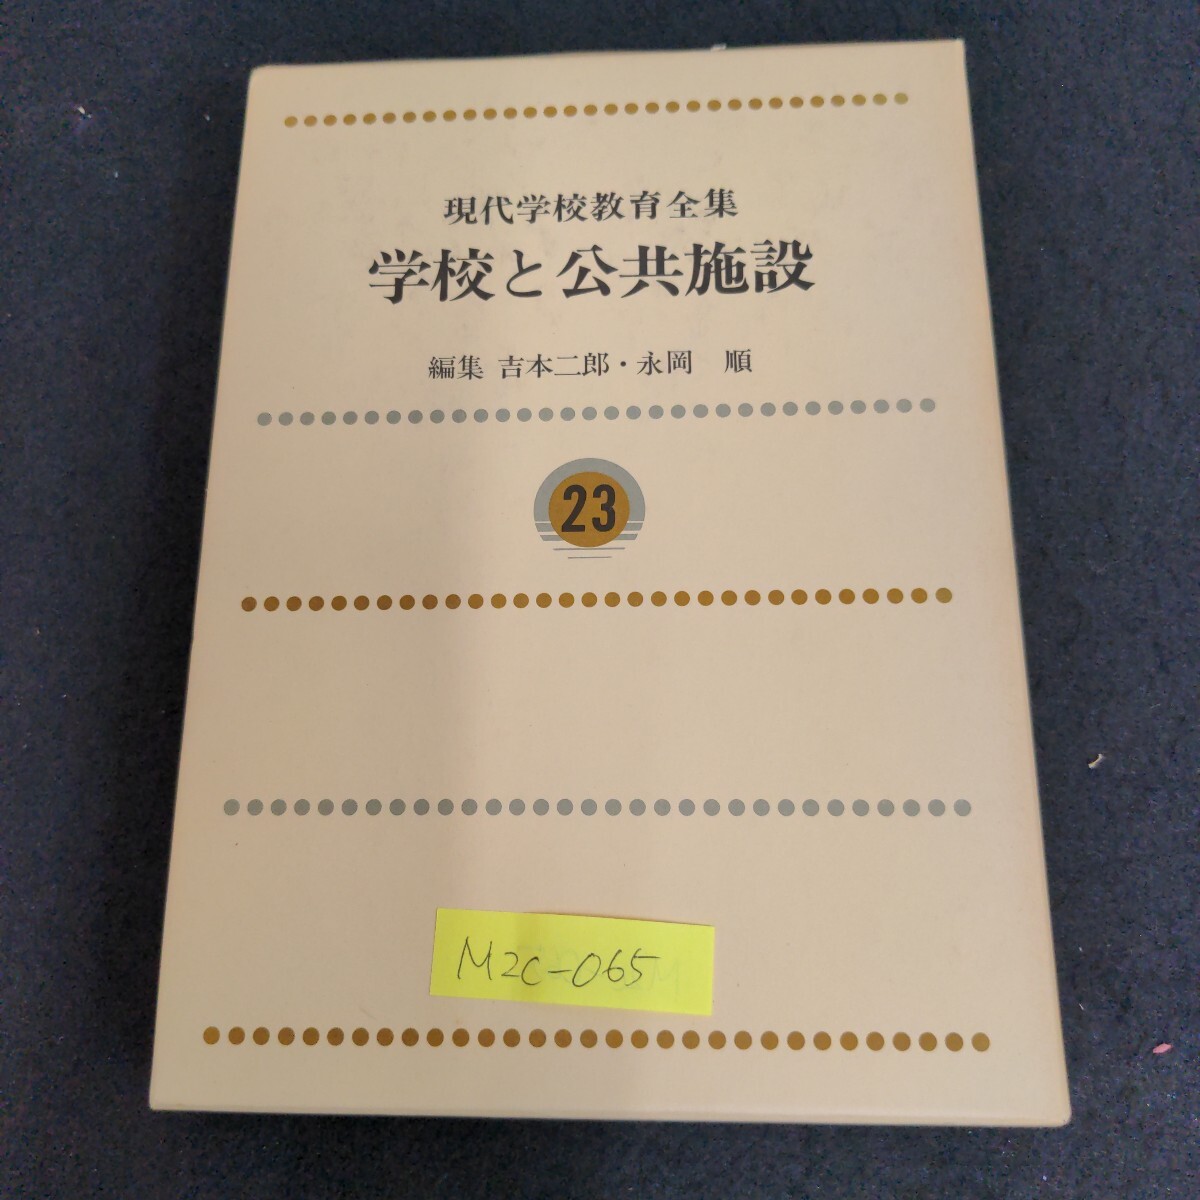 現代学校教育全集
学校と公共施設
編集 吉本二郎・永岡 順
23
M2C-065